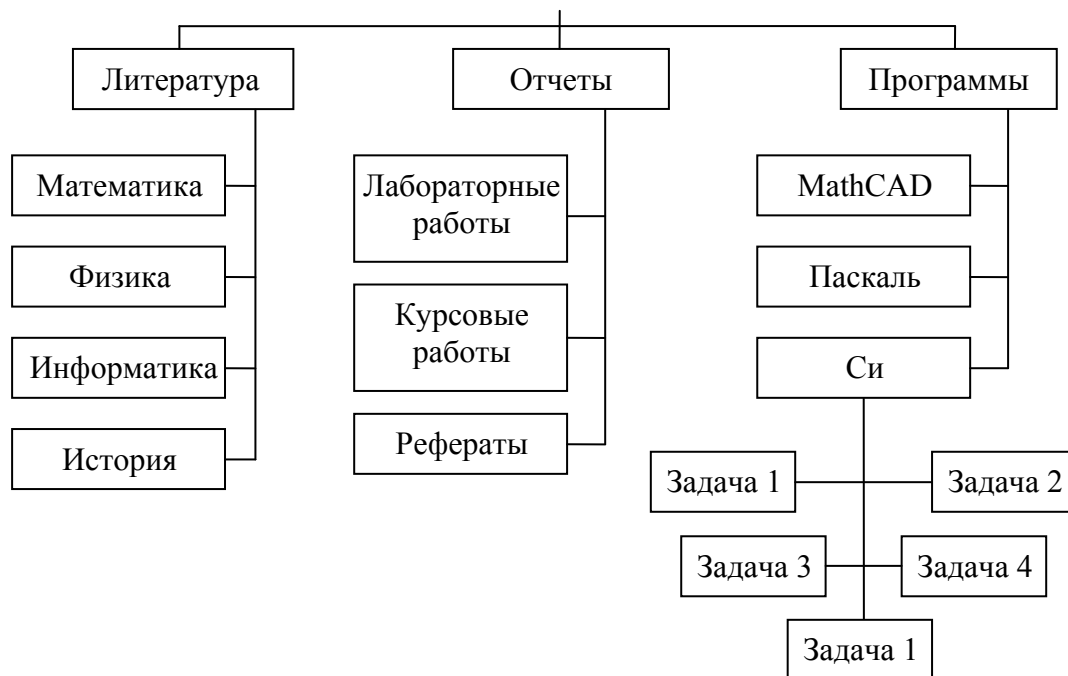 Литература
Отчеты
Программы
Математика
Физика
Информатика
История
Лабораторные
работы
Курсовые
работы
Рефераты
MathCAD
Паскаль
Си
Задача 1
Задача 2
Задача 3
Задача 4
Задача 1